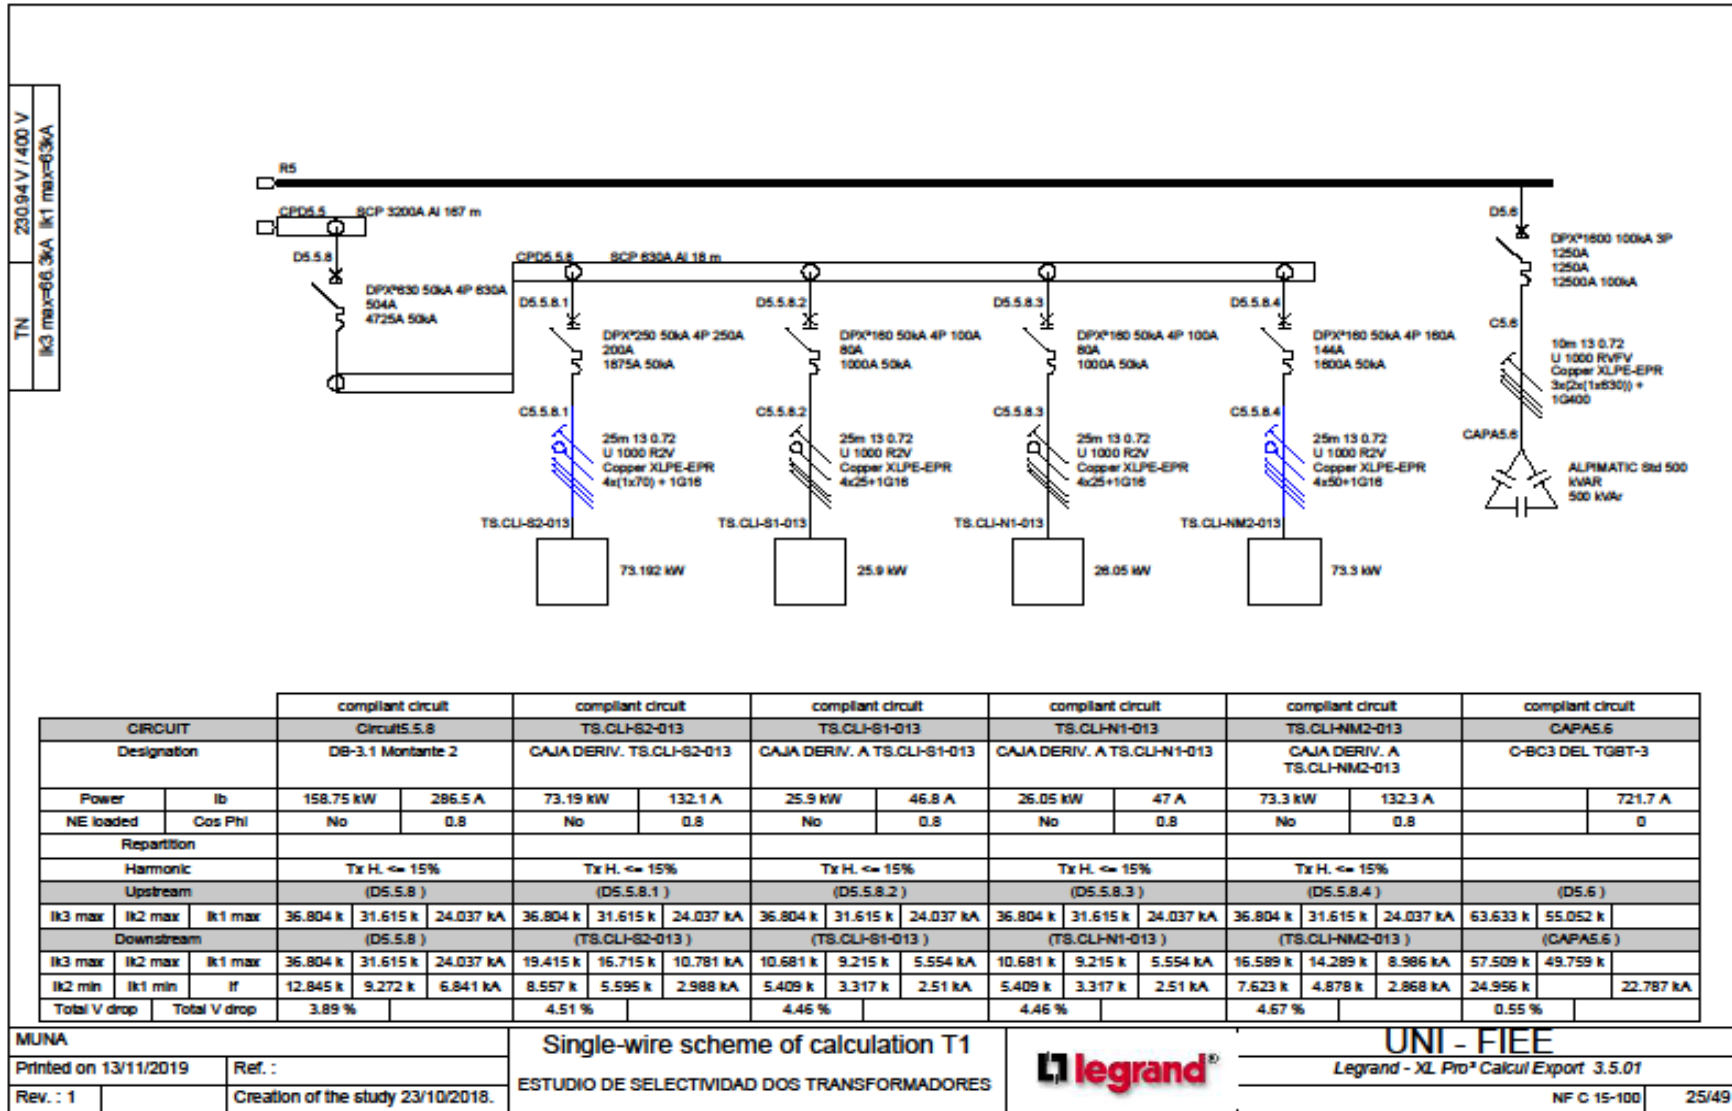 TN
230.94 V / 400 V
Ik3 max=66.3kA Ik1 max=63kA
R5
CPD5.5 SCP 3200A Al 167 m
D5.5.8
DPX³630 50kA 4P 630A
504A
4725A 50kA
CPD5.5.8 SCP 630A Al 18 m
D5.5.8.1
DPX³250 50kA 4P 250A
200A
1875A 50kA
C5.5.8.1
25m 13 0.72
U 1000 R2V
Copper XLPE-EPR
4x(1x70) + 1G16
TS.CLI-S2-013
73.192 kW
D5.5.8.2
DPX³160 50kA 4P 100A
80A
1000A 50kA
C5.5.8.2
25m 13 0.72
U 1000 R2V
Copper XLPE-EPR
4x25+1G16
TS.CLI-S1-013
25.9 kW
D5.5.8.3
DPX³160 50kA 4P 100A
80A
1000A 50kA
C5.5.8.3
25m 13 0.72
U 1000 R2V
Copper XLPE-EPR
4x25+1G16
TS.CLI-N1-013
26.05 kW
D5.5.8.4
DPX³160 50kA 4P 160A
144A
1600A 50kA
C5.5.8.4
25m 13 0.72
U 1000 R2V
Copper XLPE-EPR
4x50+1G16
TS.CLI-NM2-013
73.3 kW
D5.6
DPX³1600 100kA 3P
1250A
1250A
12500A 100kA
C5.6
10m 13 0.72
U 1000 RVFV
Copper XLPE-EPR
3x(2x(1x630)) +
1G400
CAPA5.6
ALPIMATIC Std 500
kVAR
500 kVAr
compliant circuit compliant circuit compliant circuit compliant circuit compliant circuit compliant circuit
CIRCUIT Circuit5.5.8 TS.CLI-S2-013 TS.CLI-S1-013 TS.CLI-N1-013 TS.CLI-NM2-013 CAPA5.6
Designation DB-3.1 Montante 2 CAJA DERIV. TS.CLI-S2-013 CAJA DERIV. A TS.CLI-S1-013 CAJA DERIV. A TS.CLI-N1-013 CAJA DERIV. A C-BC3 DEL TGBT-3
TS.CLI-NM2-013
Power Ib 158.75 kW 286.5 A 73.19 kW 132.1 A 25.9 kW 46.8 A 26.05 kW 47 A 73.3 kW 132.3 A 721.7 A
NE loaded Cos Phi No 0.8 No 0.8 No 0.8 No 0.8 No 0.8 0
Repartition
Harmonic Tx H. <= 15% Tx H. <= 15% Tx H. <= 15% Tx H. <= 15% Tx H. <= 15%
Upstream (D5.5.8 ) (D5.5.8.1 ) (D5.5.8.2 ) (D5.5.8.3 ) (D5.5.8.4 ) (D5.6 )
Ik3 max Ik2 max Ik1 max 36.804 k 31.615 k 24.037 kA 36.804 k 31.615 k 24.037 kA 36.804 k 31.615 k 24.037 kA 36.804 k 31.615 k 24.037 kA 36.804 k 31.615 k 24.037 kA 63.633 k 55.052 k
Downstream (D5.5.8 ) (TS.CLI-S2-013 ) (TS.CLI-S1-013 ) (TS.CLI-N1-013 ) (TS.CLI-NM2-013 ) (CAPA5.6 )
Ik3 max Ik2 max Ik1 max 36.804 k 31.615 k 24.037 kA 19.415 k 16.715 k 10.781 kA 10.681 k 9.215 k 5.554 kA 10.681 k 9.215 k 5.554 kA 16.589 k 14.289 k 8.986 kA 57.509 k 49.759 k
Ik2 min Ik1 min If 12.845 k 9.272 k 6.841 kA 8.557 k 5.595 k 2.988 kA 5.409 k 3.317 k 2.51 kA 5.409 k 3.317 k 2.51 kA 7.623 k 4.878 k 2.868 kA 24.956 k 22.787 kA
Total V drop Total V drop 3.89 % 4.51 % 4.46 % 4.46 % 4.67 % 0.55 %
MUNA
Printed on 13/11/2019 Ref. :
Rev. : 1 Creation of the study 23/10/2018.
Single-wire scheme of calculation T1
ESTUDIO DE SELECTIVIDAD DOS TRANSFORMADORES
legrand®
UNI - FIEE
Legrand - XL Pro³ Calcul Export 3.5.01
NF C 15-100 25/49